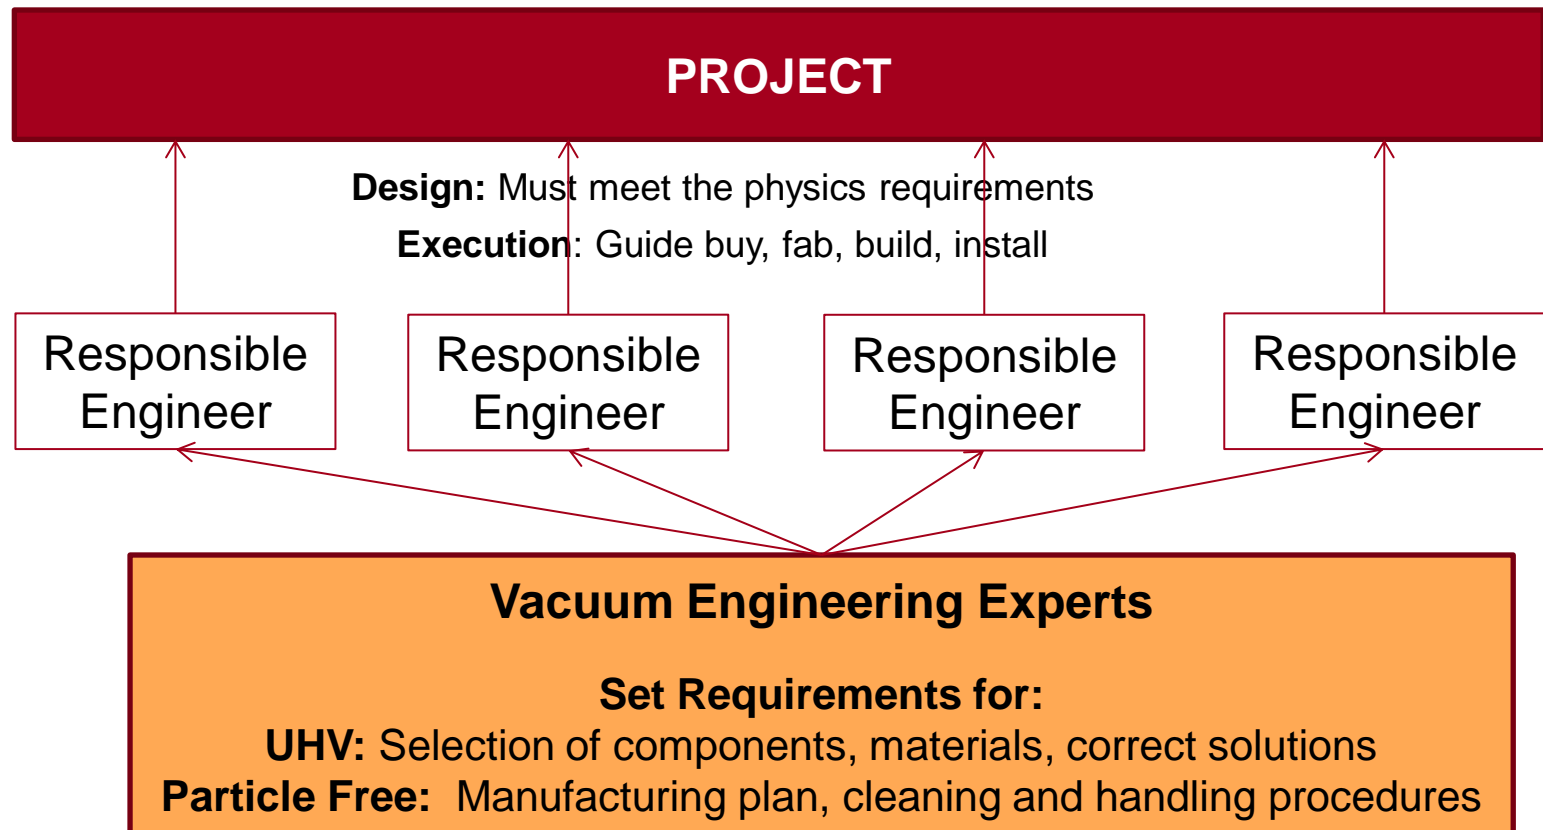 PROJECT
Design: Must meet the physics requirements
Execution: Guide buy, fab, build, install
Responsible
Engineer
Responsible
Engineer
Responsible
Engineer
Responsible
Engineer
Vacuum Engineering Experts
Set Requirements for:
UHV: Selection of components, materials, correct solutions
Particle Free: Manufacturing plan, cleaning and handling procedures